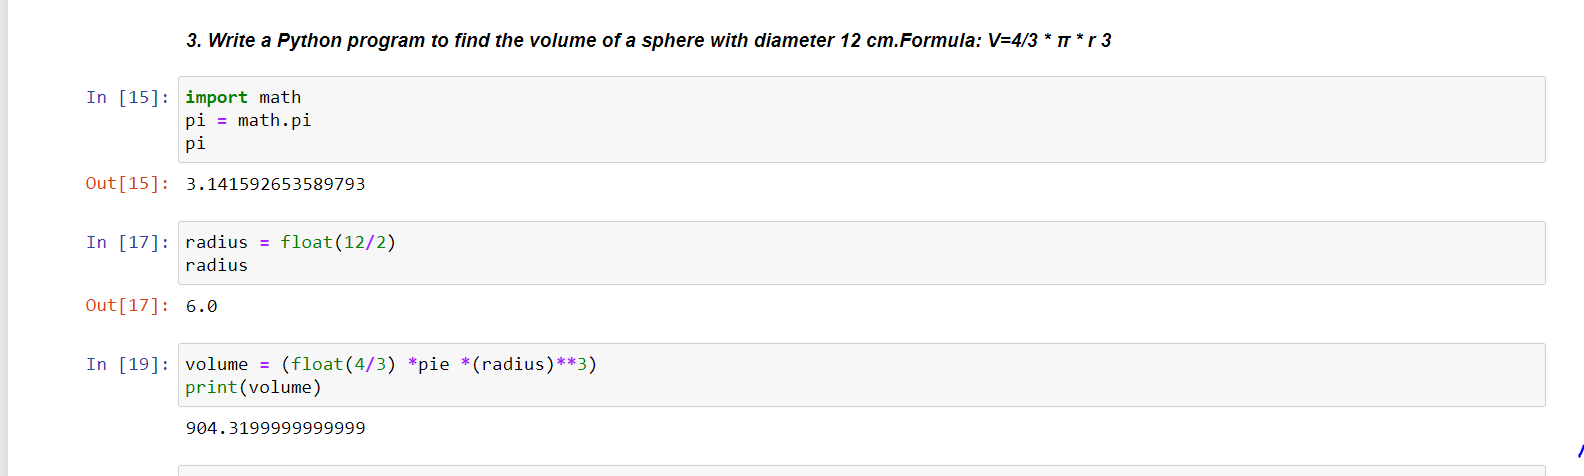 3. Write a Python program to find the volume of a sphere with diameter 12 cm.Formula: V=4/3 * π * r 3
In [15]: import math
pi = math.pi
pi
Out[15]: 3.141592653589793
In [17]: radius = float(12/2)
radius
Out[17]: 6.0
In [19]: volume = (float(4/3) *pie *(radius)**3)
print(volume)
904.3199999999999